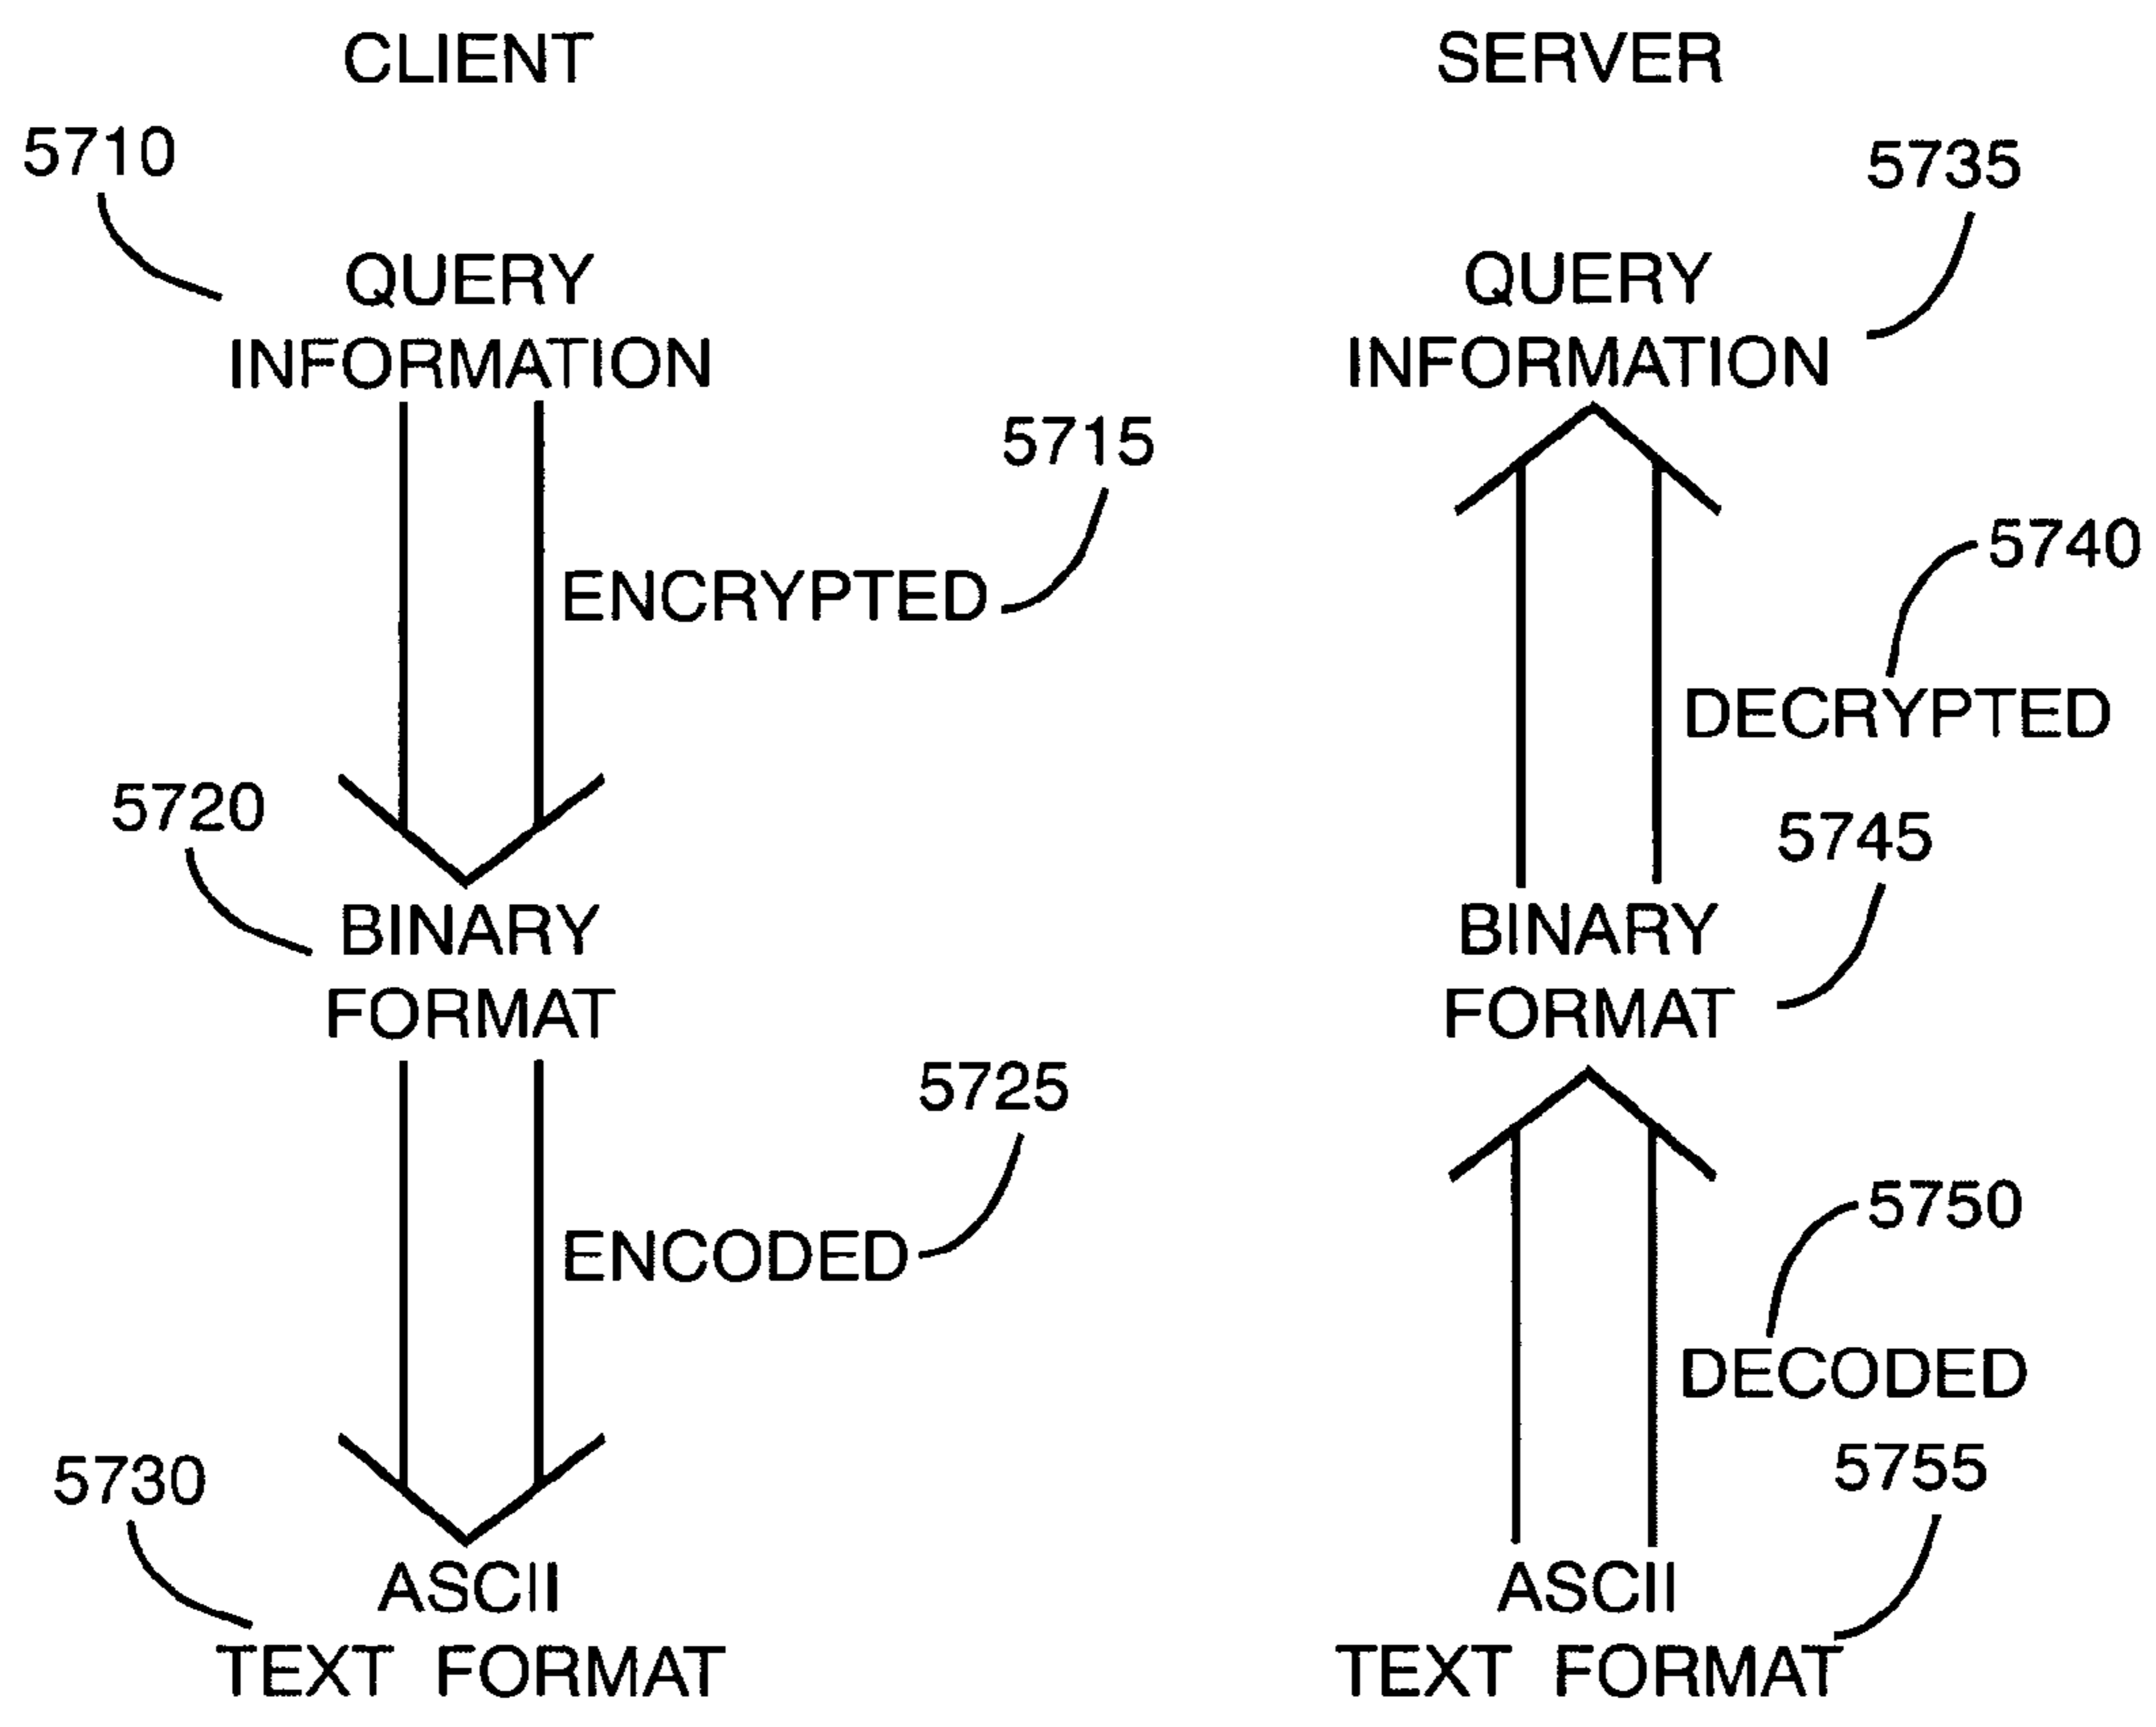 CLIENT
5710
QUERY
INFORMATION
5715
ENCRYPTED
5720
BINARY
FORMAT
5725
ENCODED
5730
ASCII
TEXT FORMAT
SERVER
5735
QUERY
INFORMATION
5740
DECRYPTED
5745
BINARY
FORMAT
5750
DECODED
5755
ASCII
TEXT FORMAT